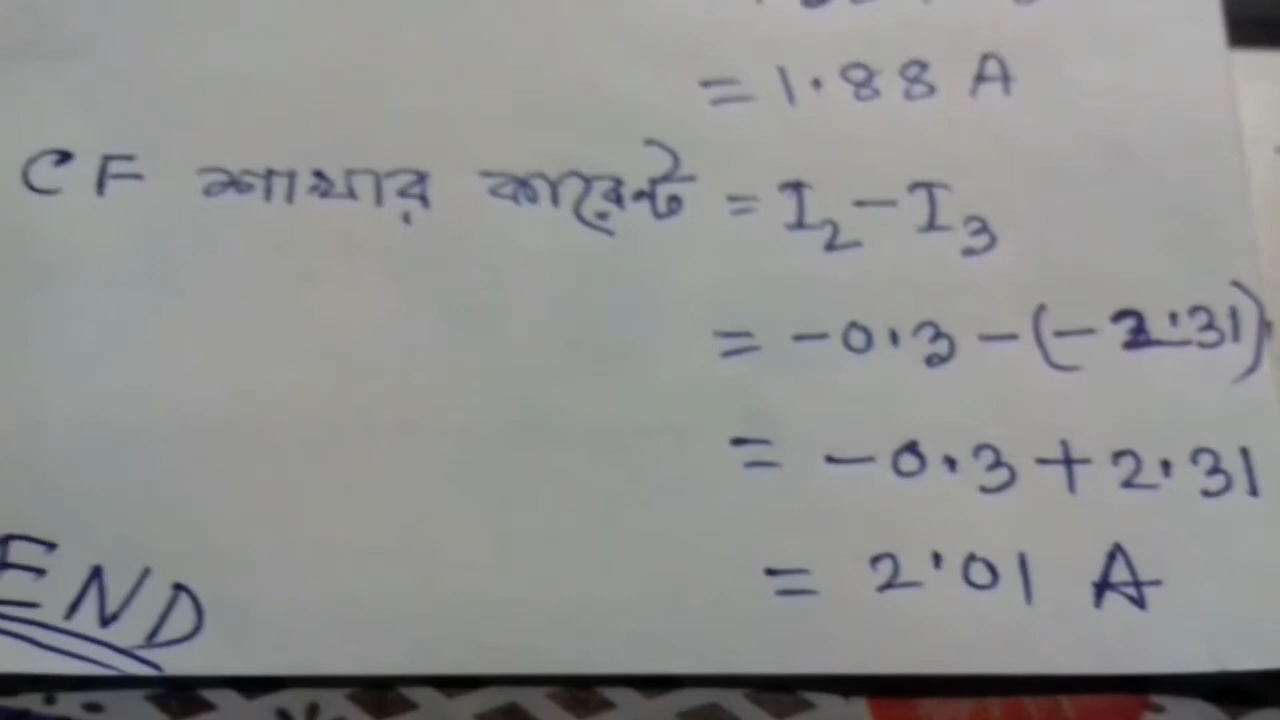 = 1.88 A
CF শাখার কারেন্ট = I₂ - I₃
= -0.3 - (-2.31)
= -0.3 + 2.31
= 2.01 A
END